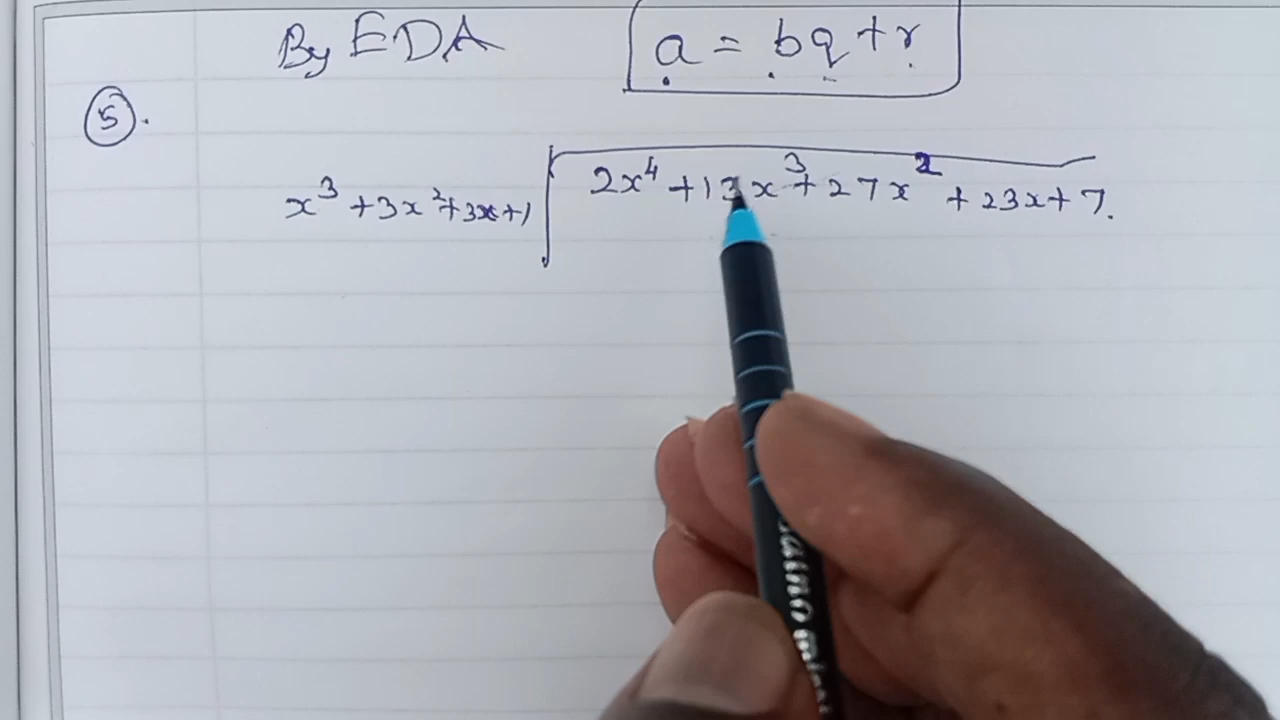 By EDA a = bq + r
5.
x³ + 3x² + 3x + 1 2x⁴ + 13x³ + 27x² + 23x + 7.